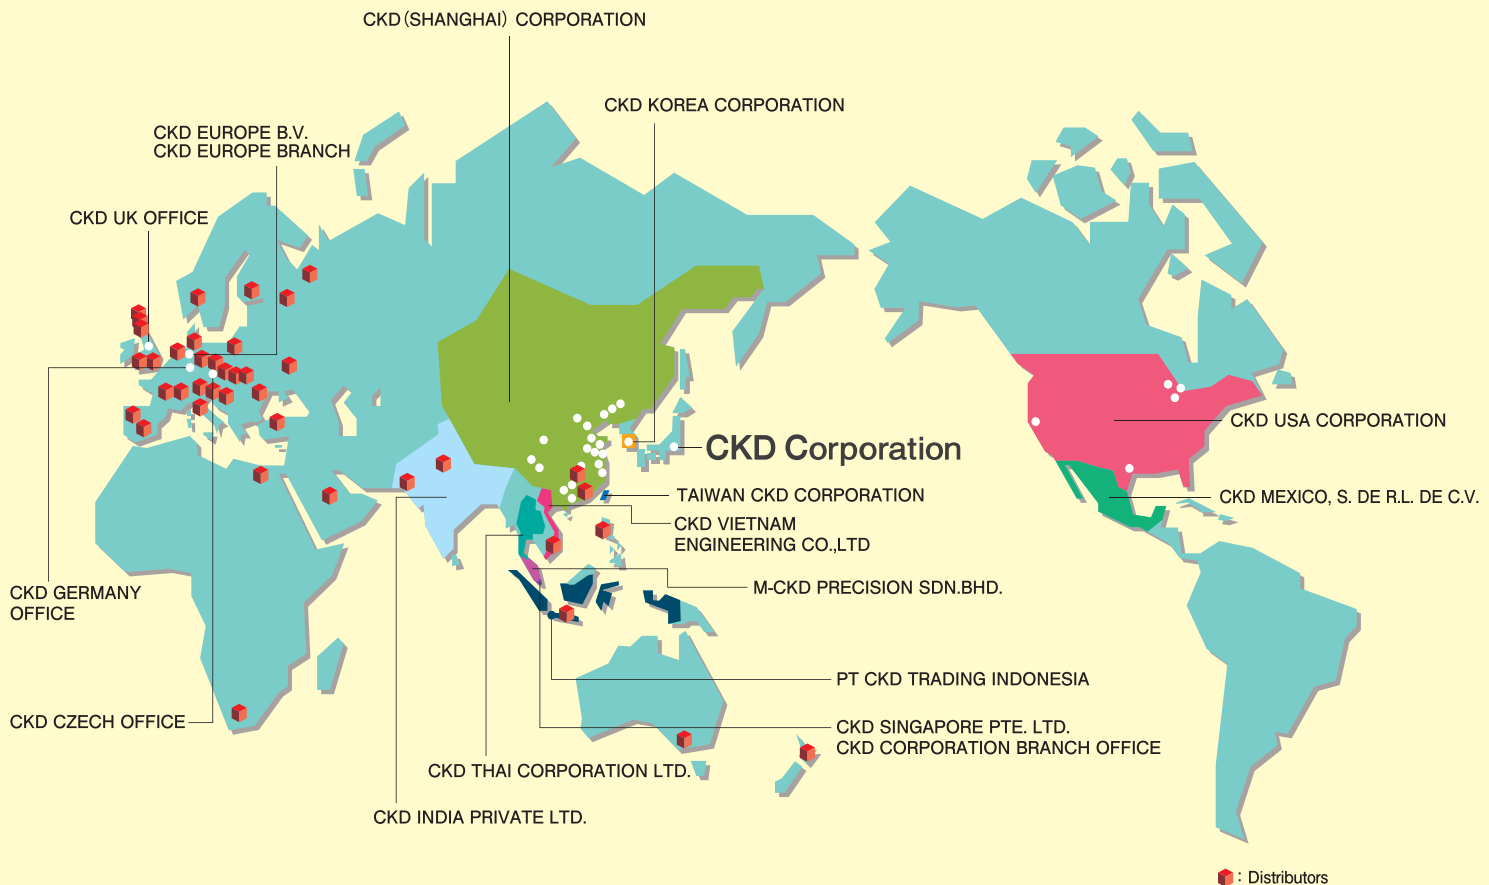 CKD (SHANGHAI) CORPORATION
CKD KOREA CORPORATION
CKD EUROPE B.V.
CKD EUROPE BRANCH
CKD UK OFFICE
CKD USA CORPORATION
CKD Corporation
TAIWAN CKD CORPORATION
CKD MEXICO, S. DE R.L. DE C.V.
CKD VIETNAM
ENGINEERING CO.,LTD
M-CKD PRECISION SDN.BHD.
CKD GERMANY
OFFICE
PT CKD TRADING INDONESIA
CKD CZECH OFFICE
CKD SINGAPORE PTE. LTD.
CKD CORPORATION BRANCH OFFICE
CKD THAI CORPORATION LTD.
CKD INDIA PRIVATE LTD.
: Distributors